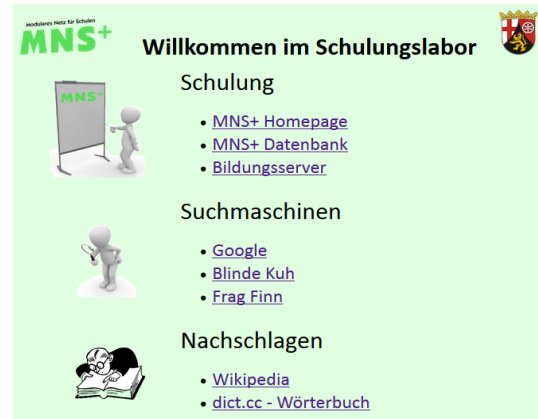 Modulares Netz für Schulen
MNS+
Willkommen im Schulungslabor
MNS+
Schulung
MNS+ Homepage
MNS+ Datenbank
Bildungsserver
Suchmaschinen
Google
Blinde Kuh
Frag Finn
Nachschlagen
Wikipedia
dict.cc - Wörterbuch